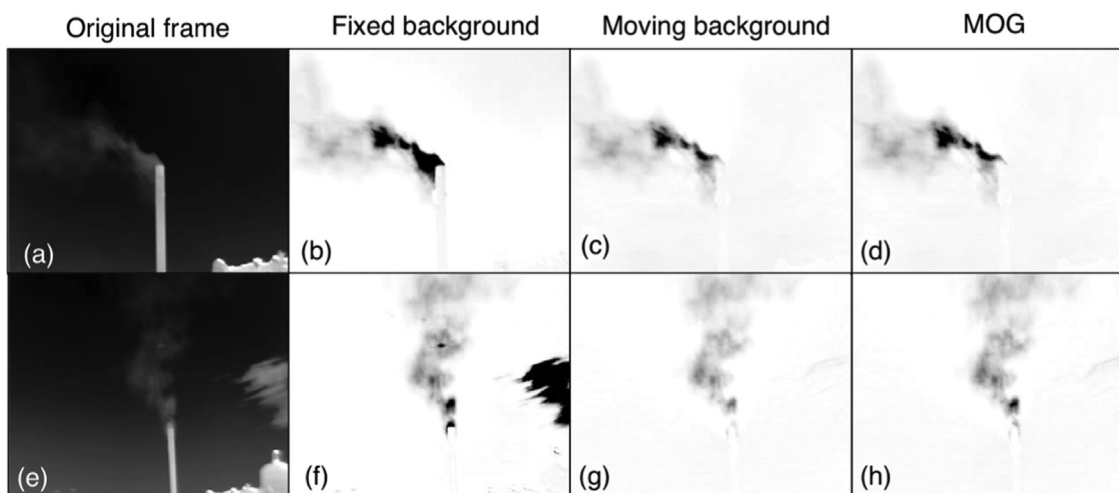 Original frame Fixed background Moving background MOG
(a) (b) (c) (d)
(e) (f) (g) (h)